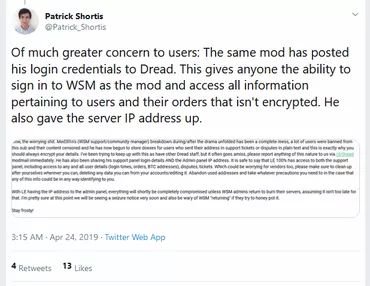 Patrick Shortis
@Patrick_Shortis
Of much greater concern to users: The same mod has posted
his login credentials to Dread. This gives anyone the ability to
sign in to WSM as the mod and access all information
pertaining to users and their orders that isn't encrypted. He
also gave the server IP address up.
the worrying shit. MedEllVis (WSM support/community manager) breakdown during/after the drama unfolded has been a complete mess, a lot of users were banned from
this sub and their content censored and he has now begun to doxx users who sent their address in support tickets or disputes in plain text and this is exactly why you
should always encrypt your details. I've been trying to keep up with this as have other Dread staff, but it often goes amiss, please report anything of this nature to us via
modmail immediately. He has also been sharing his support panel login details AND the Admin panel IP address. It is safe to say that LE 100% has access to both the support
panel, including access to any and all user details (login times, orders, BTC addresses), disputes, tickets. Which could be worrying for vendors too, please make sure to clean up
after yourselves wherever you can, deleting any data you can from your accounts/editing it. Abandon used addresses and take whatever precautions you need to in the case that
any of this info could be in any way identifying to you.
With LE having the IP address to the admin panel, everything will shortly be completely compromised unless WSM admins return to burn their servers, assuming it isn't too late for
that. I'm pretty sure at this point we will be seeing a seizure notice very soon and also be wary of WSM "returning" if they try to honey pot it.
Stay frosty!
3:15 AM · Apr 24, 2019 · Twitter Web App
4 Retweets 13 Likes